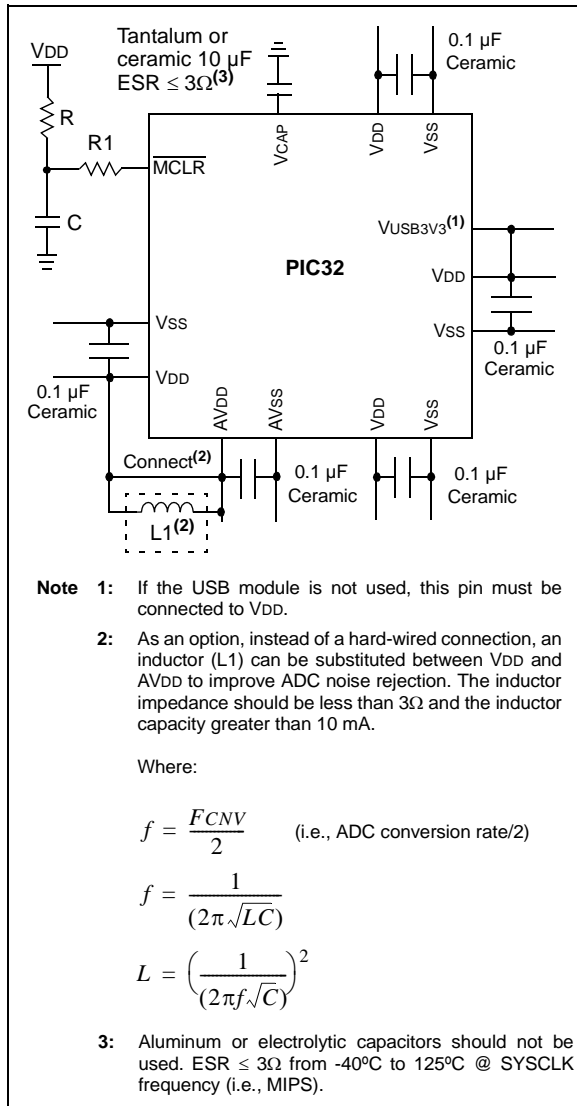 VDD
Tantalum or
ceramic 10 µF
ESR ≤ 3Ω(3)
0.1 µF
Ceramic
R
R1
MCLR
VCAP
VDD
VSS
C
VUSB3V3(1)
PIC32
VDD
VSS
VSS
VDD
0.1 µF
Ceramic
0.1 µF
Ceramic
AVDD
AVSS
VDD
VSS
Connect(2)
0.1 µF
Ceramic
0.1 µF
Ceramic
L1(2)
Note 1: If the USB module is not used, this pin must be
connected to VDD.
2: As an option, instead of a hard-wired connection, an
inductor (L1) can be substituted between VDD and
AVDD to improve ADC noise rejection. The inductor
impedance should be less than 3Ω and the inductor
capacity greater than 10 mA.
Where:
f = FCNV / 2 (i.e., ADC conversion rate/2)
f = 1 / (2π√LC)
L = (1 / (2πf√C))²
3: Aluminum or electrolytic capacitors should not be
used. ESR ≤ 3Ω from -40ºC to 125ºC @ SYSCLK
frequency (i.e., MIPS).